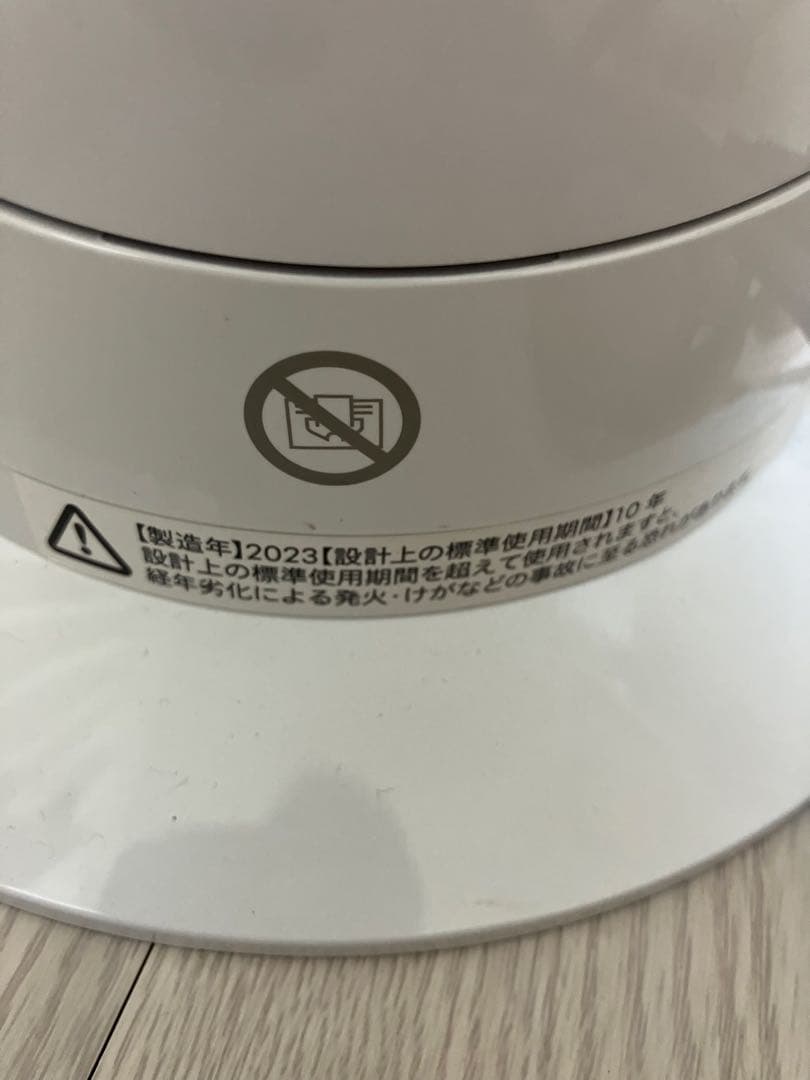 【製造年】2023【設計上の標準使用期間】10年
設計上の標準使用期間を超えて使用されますと、
経年劣化による発火・けがなどの事故に至る恐れがあります。